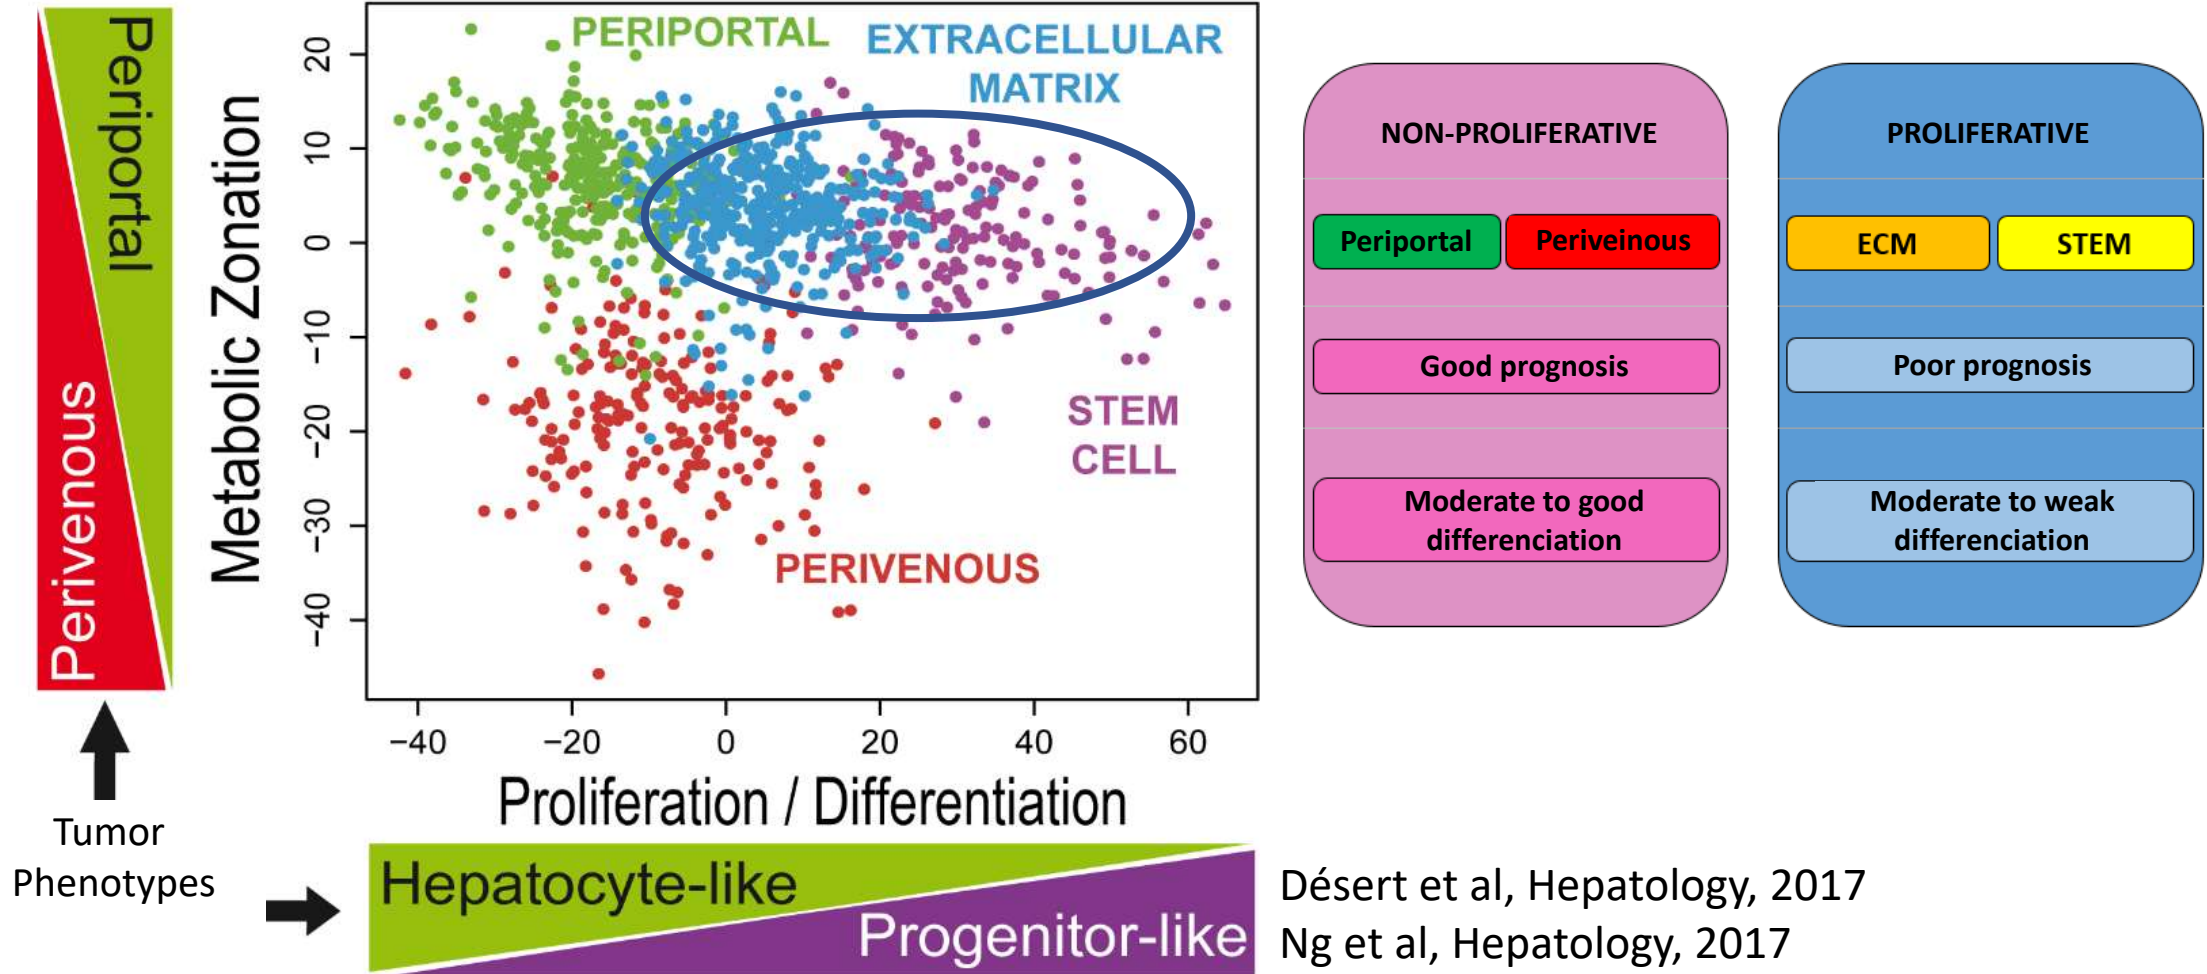 Periportal
Perivenous
Tumor
Phenotypes
Metabolic Zonation
20
10
0
−10
−20
−30
−40
PERIPORTAL
EXTRACELLULAR
MATRIX
STEM
CELL
PERIVENOUS
−40 −20 0 20 40 60
Proliferation / Differentiation
Hepatocyte-like
Progenitor-like
NON-PROLIFERATIVE
Periportal Periveinous
Good prognosis
Moderate to good
differenciation
PROLIFERATIVE
ECM STEM
Poor prognosis
Moderate to weak
differenciation
Désert et al, Hepatology, 2017
Ng et al, Hepatology, 2017